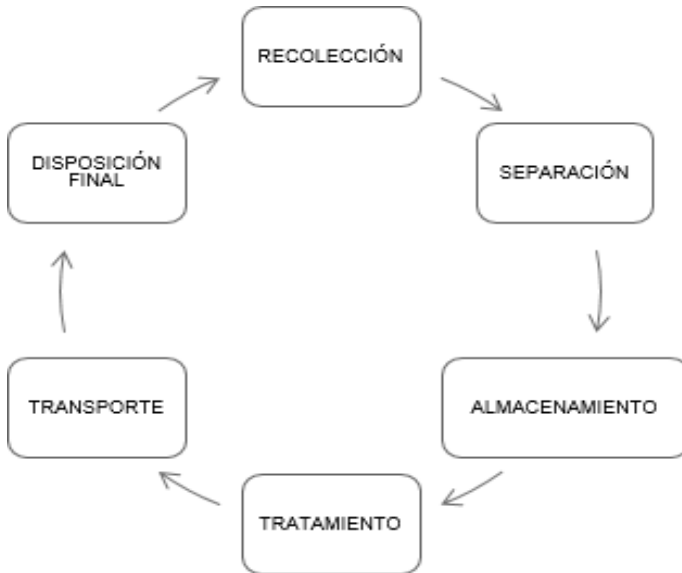 RECOLECCIÓN
SEPARACIÓN
ALMACENAMIENTO
TRATAMIENTO
TRANSPORTE
DISPOSICIÓN
FINAL